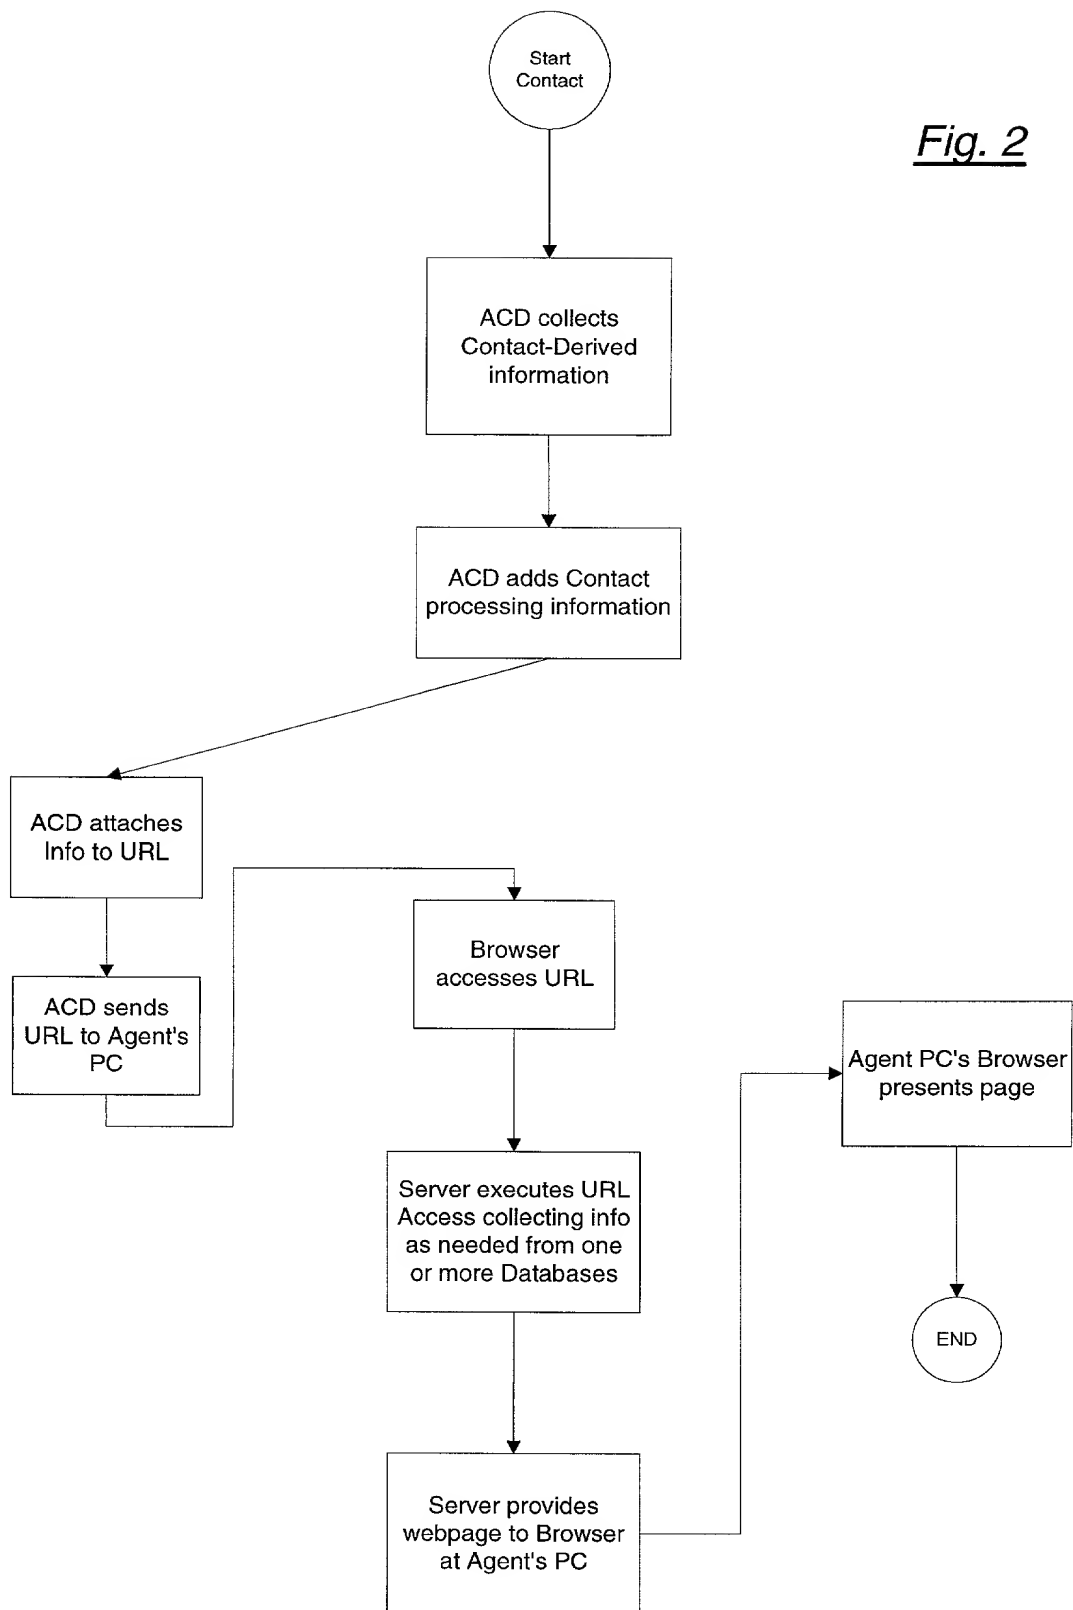 Start
Contact
Fig. 2
ACD collects
Contact-Derived
information
ACD adds Contact
processing information
ACD attaches
Info to URL
ACD sends
URL to Agent's
PC
Browser
accesses URL
Server executes URL
Access collecting info
as needed from one
or more Databases
Server provides
webpage to Browser
at Agent's PC
Agent PC's Browser
presents page
END